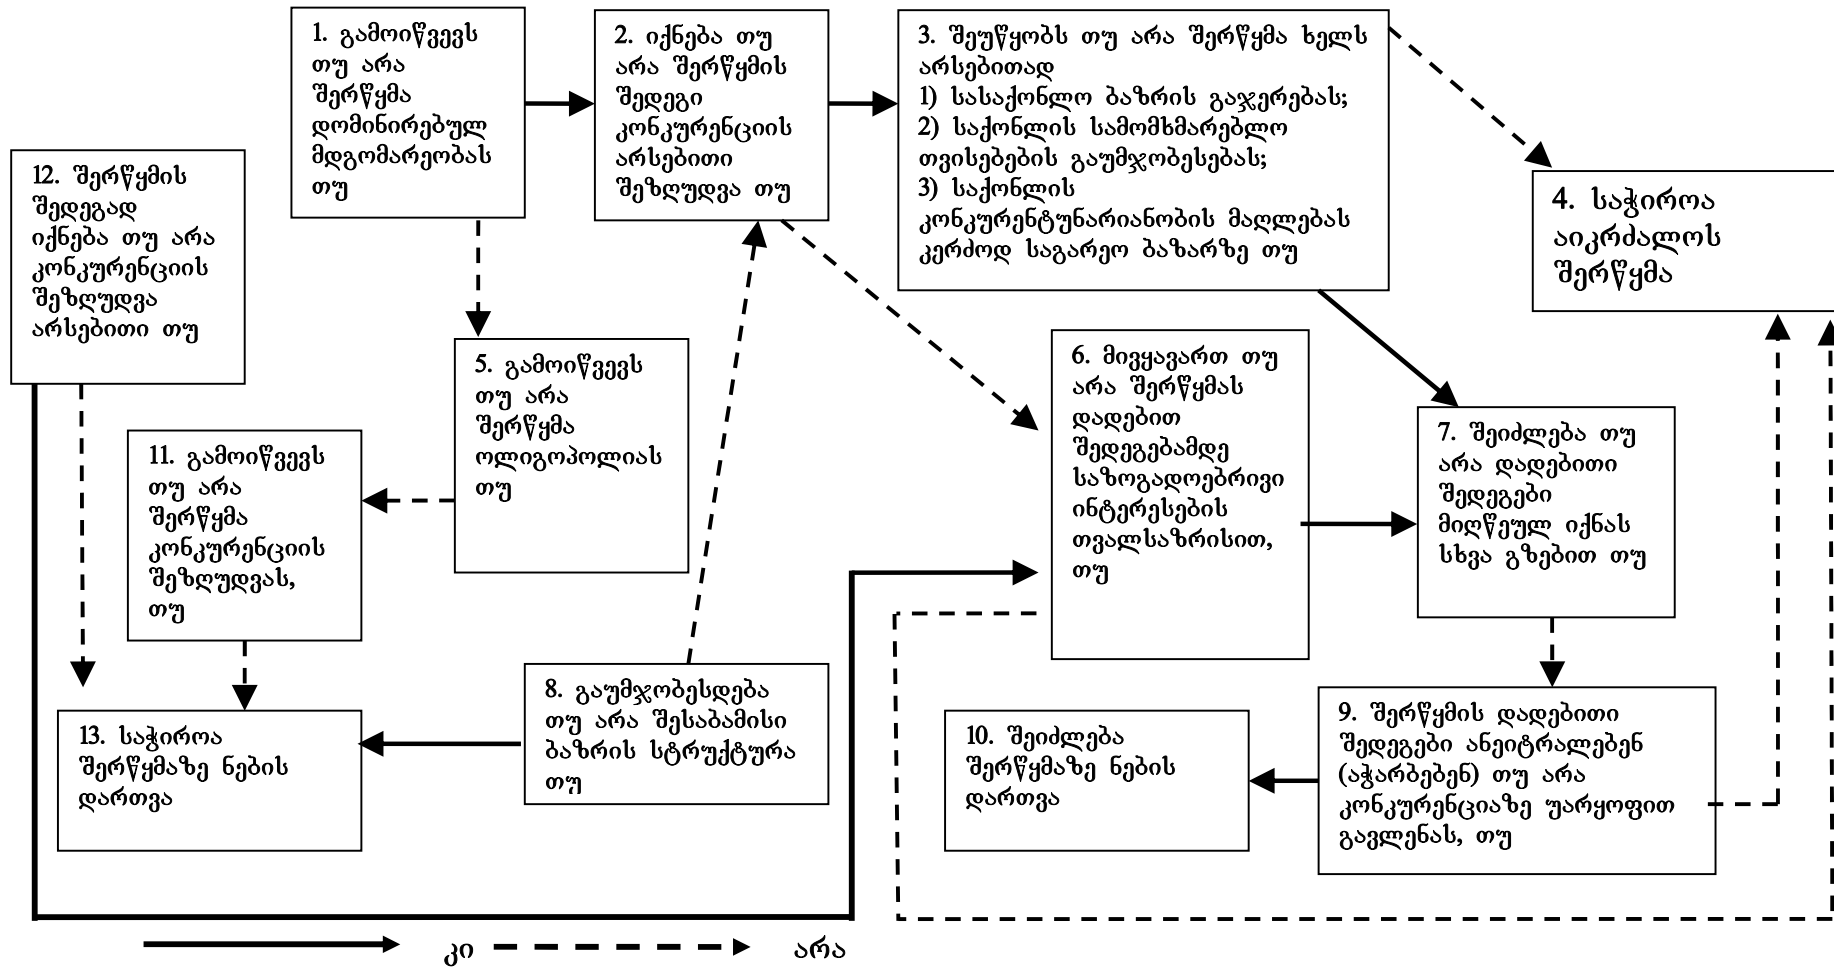 1. გამოიწვევს
თუ არა
შერწყმა
დომინირებულ
მდგომარეობას
თუ
2. იქნება თუ
არა შერწყმის
შედეგი
კონკურენციის
არსებითი
შეზღუდვა თუ
3. შეუწყობს თუ არა შერწყმა ხელს
არსებითად
1) სასაქონლო ბაზრის გაჯერებას;
2) საქონლის სამომხმარებლო
თვისებების გაუმჯობესებას;
3) საქონლის
კონკურენტუნარიანობის მაღლებას
კერძოდ საგარეო ბაზარზე თუ
4. საჭიროა
აიკრძალოს
შერწყმა
12. შერწყმის
შედეგად
იქნება თუ არა
კონკურენციის
შეზღუდვა
არსებითი თუ
5. გამოიწვევს
თუ არა
შერწყმა
ოლიგოპოლიას
თუ
6. მივყავართ თუ
არა შერწყმას
დადებით
შედეგებამდე
საზოგადოებრივი
ინტერესების
თვალსაზრისით,
თუ
7. შეიძლება თუ
არა დადებითი
შედეგები
მიღწეულ იქნას
სხვა გზებით თუ
11. გამოიწვევს
თუ არა
შერწყმა
კონკურენციის
შეზღუდვას,
თუ
8. გაუმჯობესდება
თუ არა შესაბამისი
ბაზრის სტრუქტურა
თუ
9. შერწყმის დადებითი
შედეგები ანეიტრალებენ
(აჭარბებენ) თუ არა
კონკურენციაზე უარყოფით
გავლენას, თუ
10. შეიძლება
შერწყმაზე ნების
დართვა
13. საჭიროა
შერწყმაზე ნების
დართვა
კი
არა